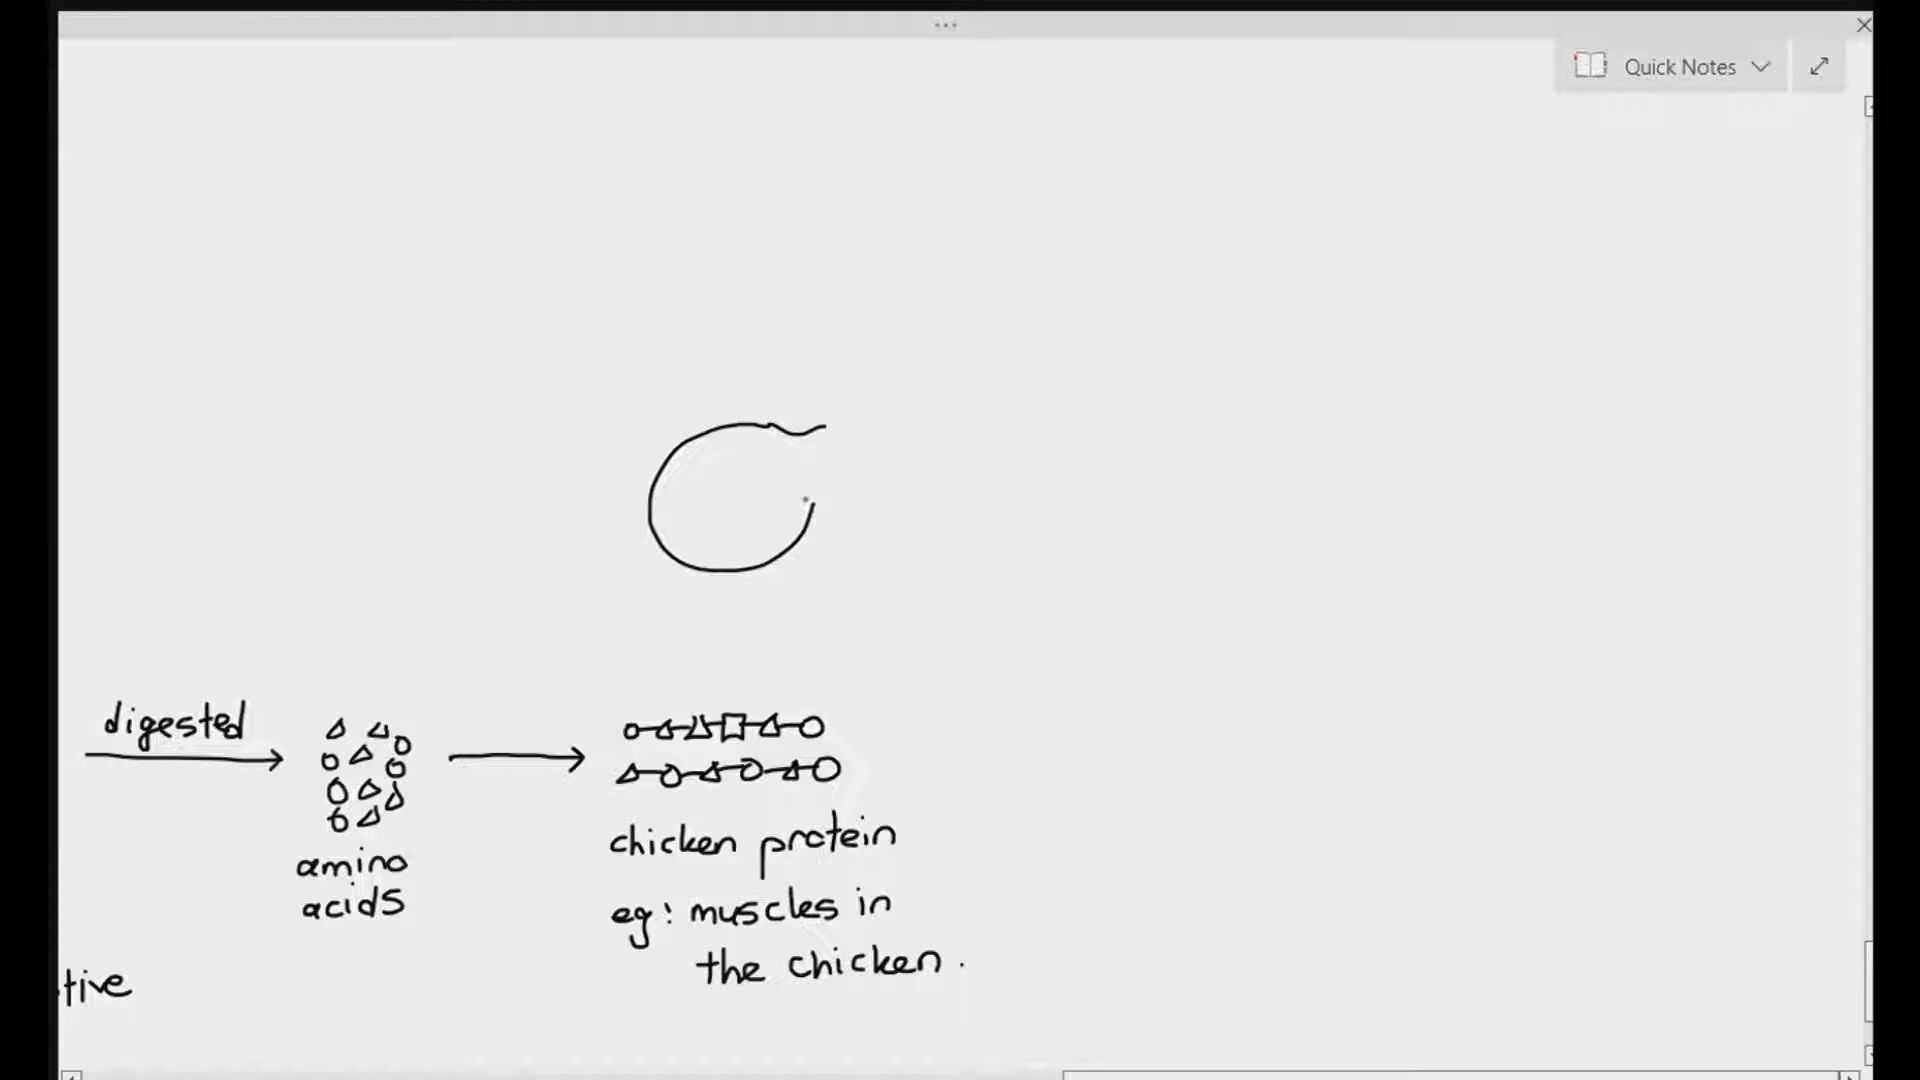 Quick Notes
digested
amino
acids
chicken protein
eg: muscles in
the chicken.
tive